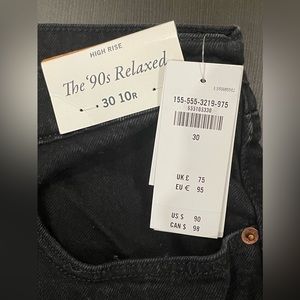 HIGH RISE
The '90s Relaxed
30 10R
155-555-3219-975
30
UK £ 75
EU € 95
US $ 90
CAN $ 98